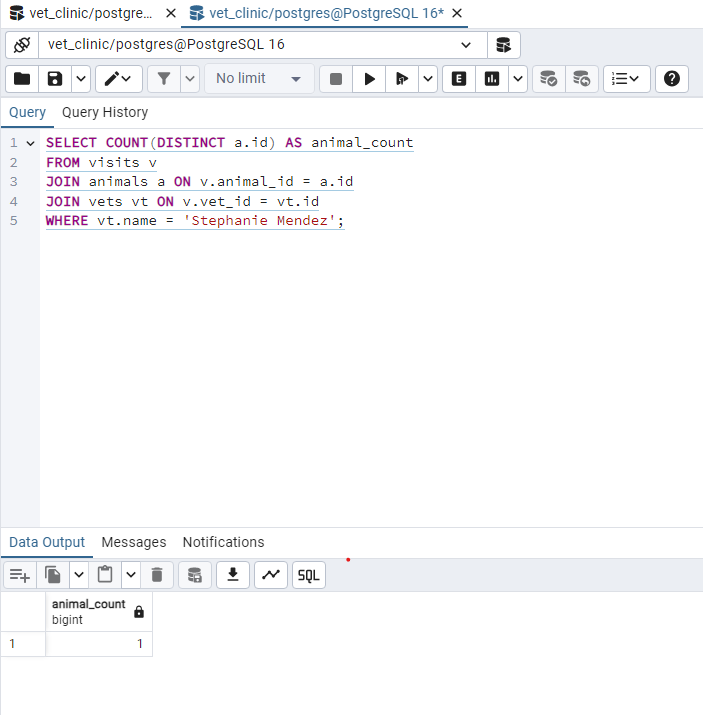 vet_clinic/postgre...
vet_clinic/postgres@PostgreSQL 16*
vet_clinic/postgres@PostgreSQL 16
No limit
E
Query
Query History
1 SELECT COUNT(DISTINCT a.id) AS animal_count
2 FROM visits v
3 JOIN animals a ON v.animal_id = a.id
4 JOIN vets vt ON v.vet_id = vt.id
5 WHERE vt.name = 'Stephanie Mendez';
Data Output
Messages
Notifications
SQL
animal_count
bigint
1
1